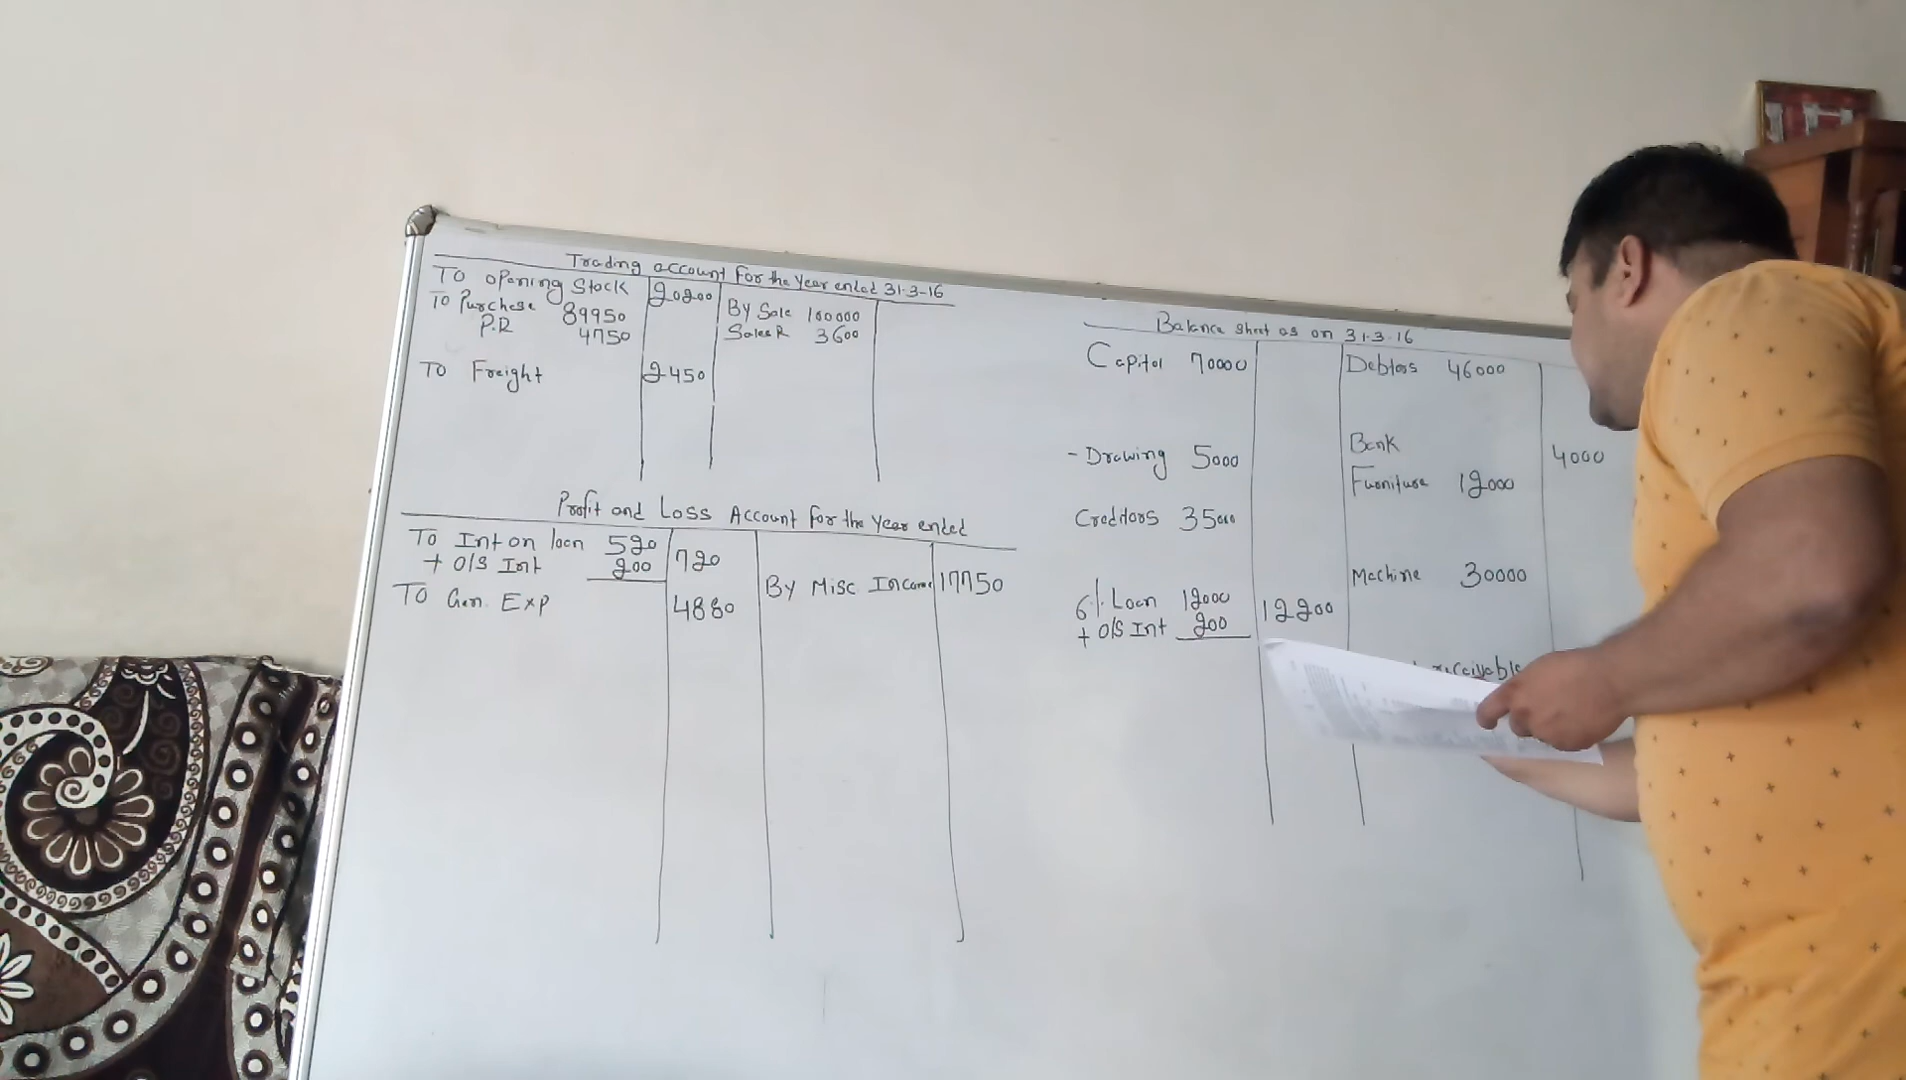 Trading account for the year ended 31-3-16
To opening Stock 20200
To Purchase 89950
P.R 4750
To Freight 2450
By Sale 160000
Sales R 3600
Profit and Loss Account for the Year ended
To Int on loan 520
+ O/S Int 200 720
To Gen. Exp 4880
By Misc Income 17750
Balance sheet as on 31.3.16
Capital 70000
- Drawing 5000
Creditors 35000
6% Loan 12000
+ O/S Int 200 12200
Debtors 46000
Bank 4000
Furniture 12000
Machine 30000
receivable